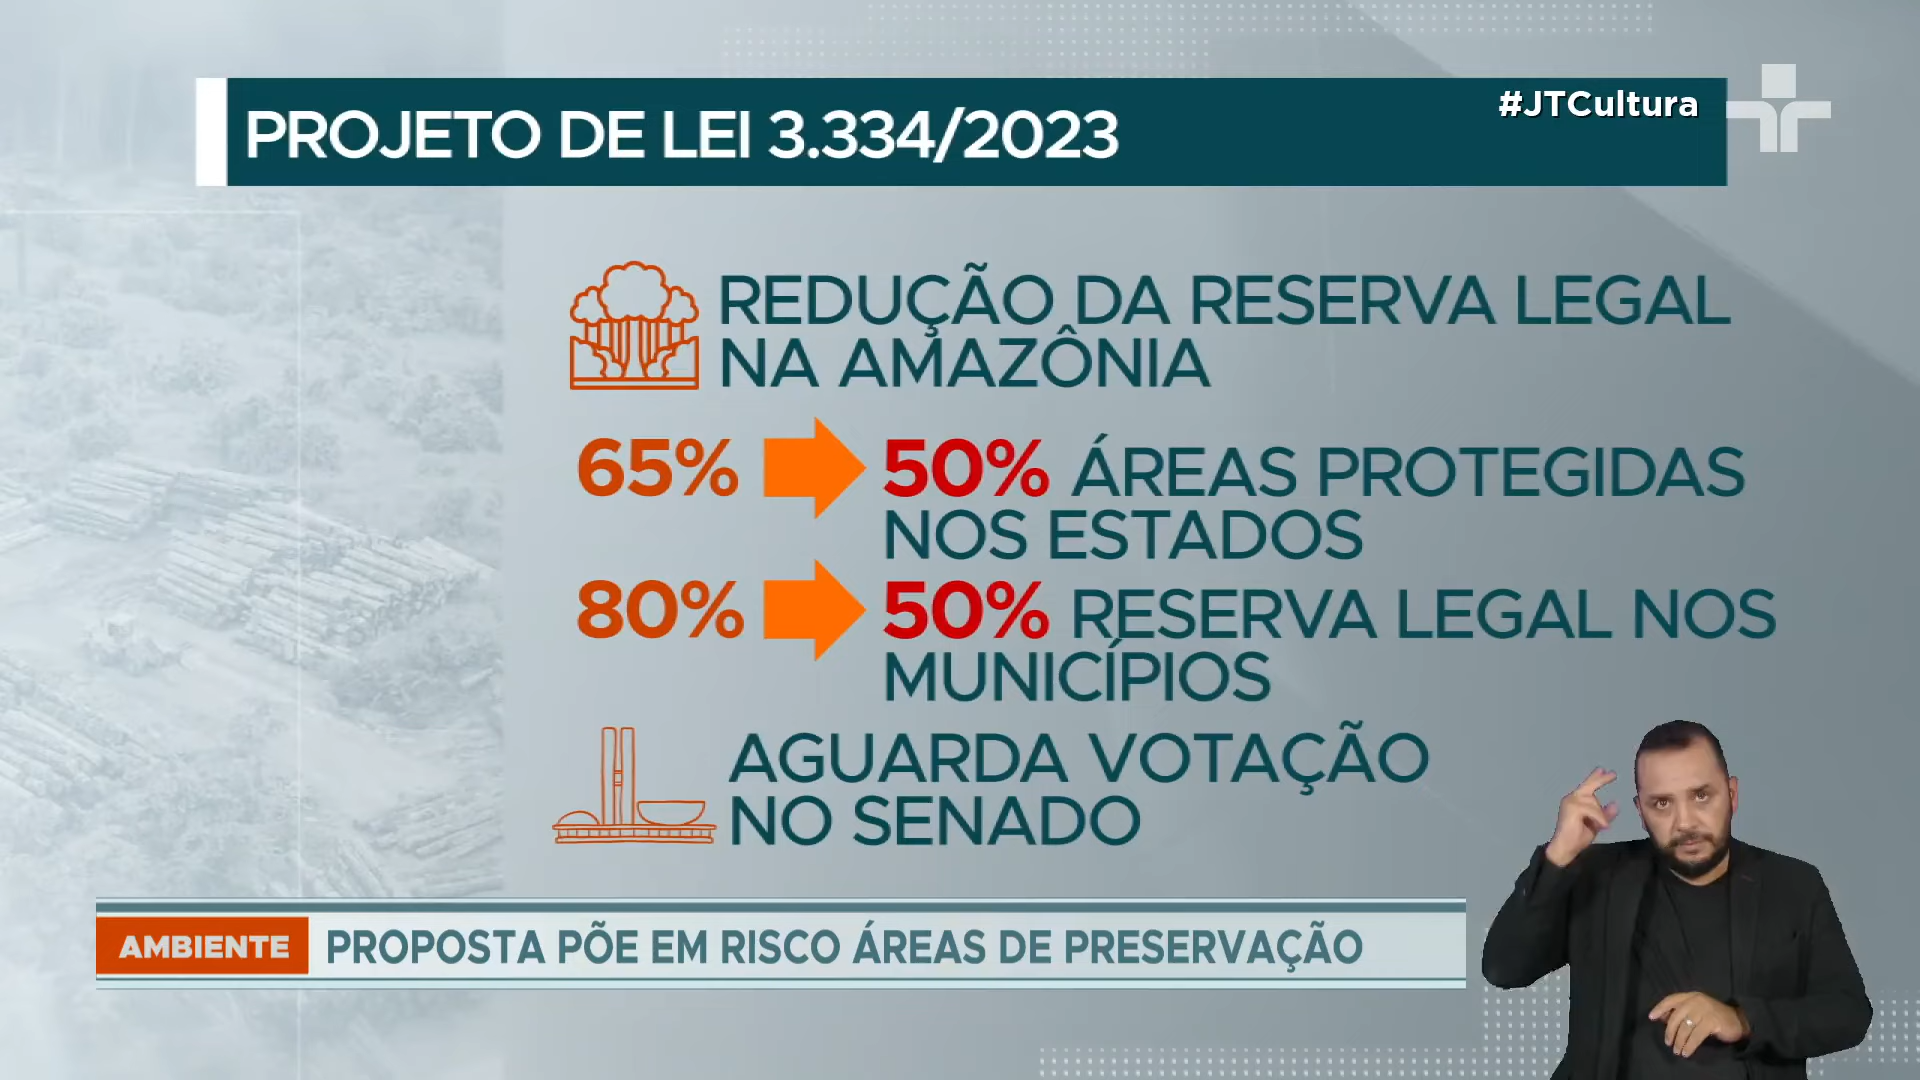 PROJETO DE LEI 3.334/2023
#JTCultura
REDUÇÃO DA RESERVA LEGAL
NA AMAZÔNIA
65% 50% ÁREAS PROTEGIDAS
NOS ESTADOS
80% 50% RESERVA LEGAL NOS
MUNICÍPIOS
AGUARDA VOTAÇÃO
NO SENADO
AMBIENTE PROPOSTA PÕE EM RISCO ÁREAS DE PRESERVAÇÃO